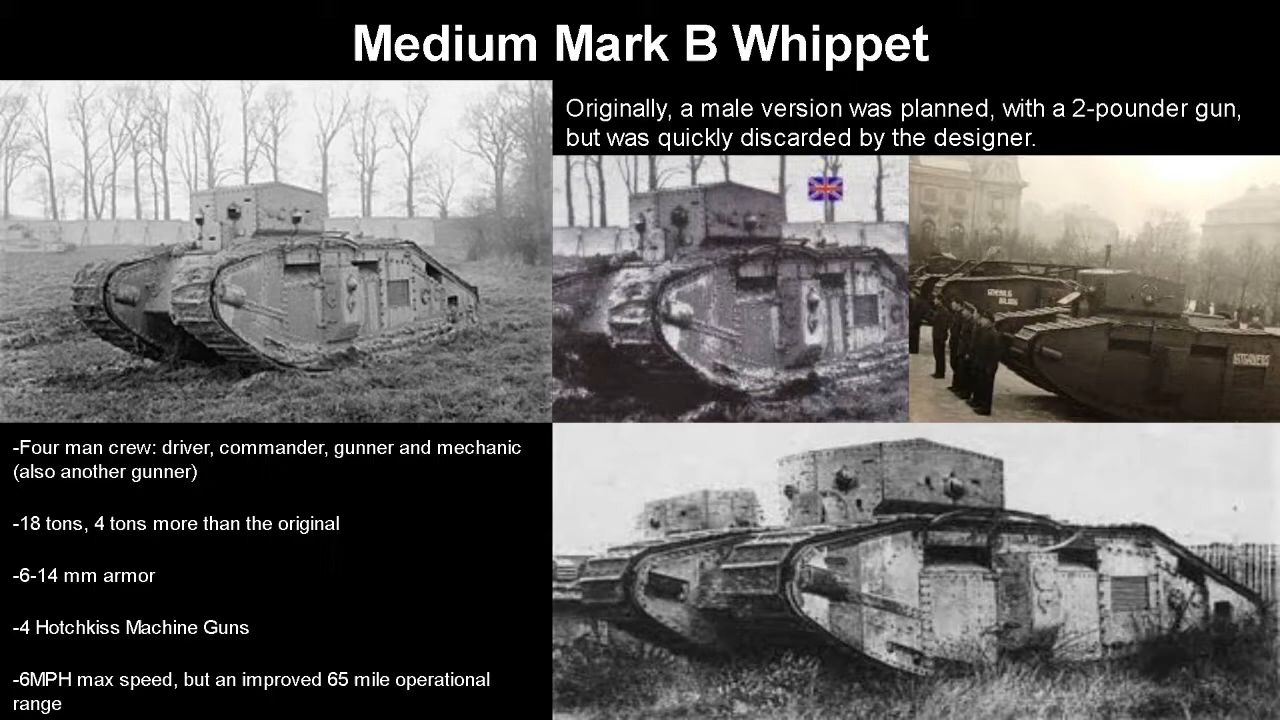 Medium Mark B Whippet
Originally, a male version was planned, with a 2-pounder gun,
but was quickly discarded by the designer.
-Four man crew: driver, commander, gunner and mechanic
(also another gunner)
-18 tons, 4 tons more than the original
-6-14 mm armor
-4 Hotchkiss Machine Guns
-6MPH max speed, but an improved 65 mile operational
range